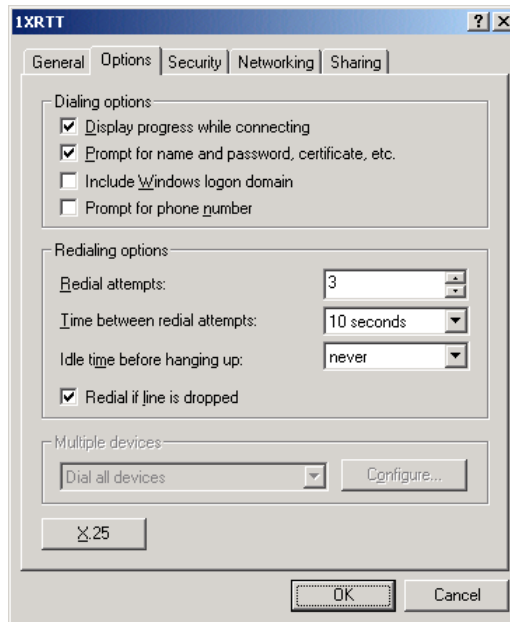 1XRTT
General Options Security Networking Sharing
Dialing options
Display progress while connecting
Prompt for name and password, certificate, etc.
Include Windows logon domain
Prompt for phone number
Redialing options
Redial attempts: 3
Time between redial attempts: 10 seconds
Idle time before hanging up: never
Redial if line is dropped
Multiple devices
Dial all devices Configure...
X.25
OK Cancel